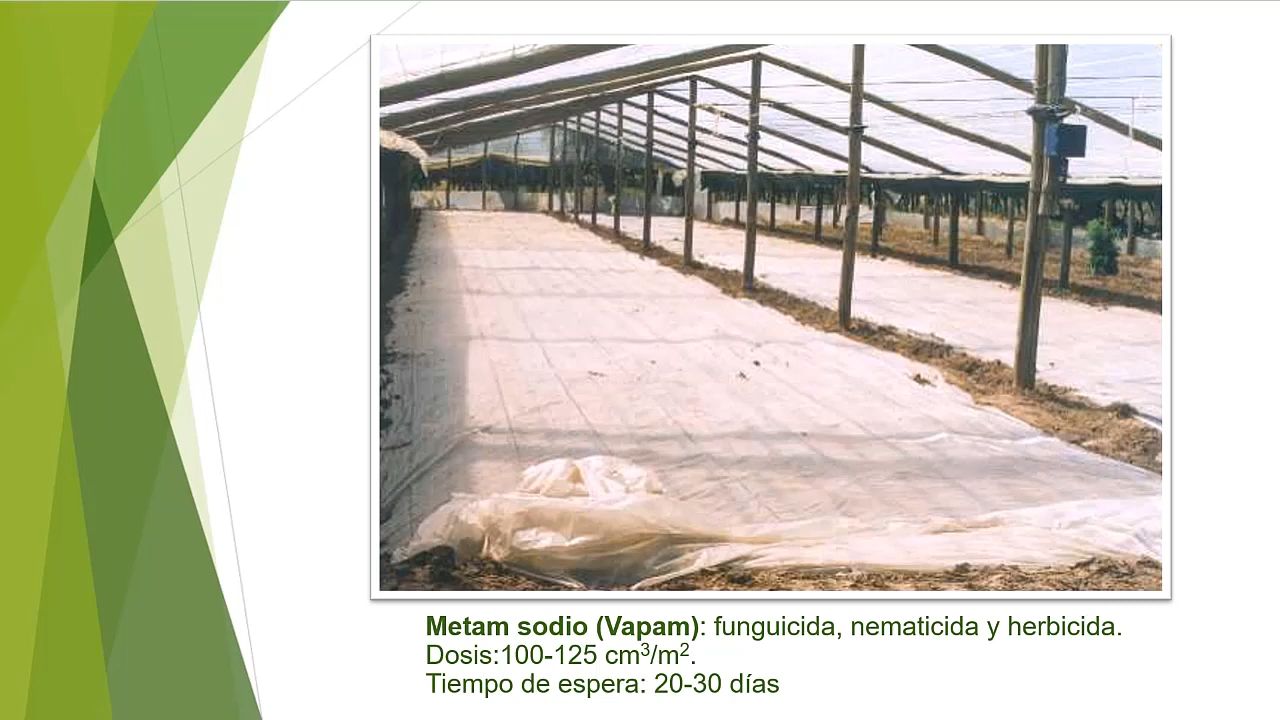 Metam sodio (Vapam): funguicida, nematicida y herbicida.
Dosis:100-125 cm³/m².
Tiempo de espera: 20-30 días